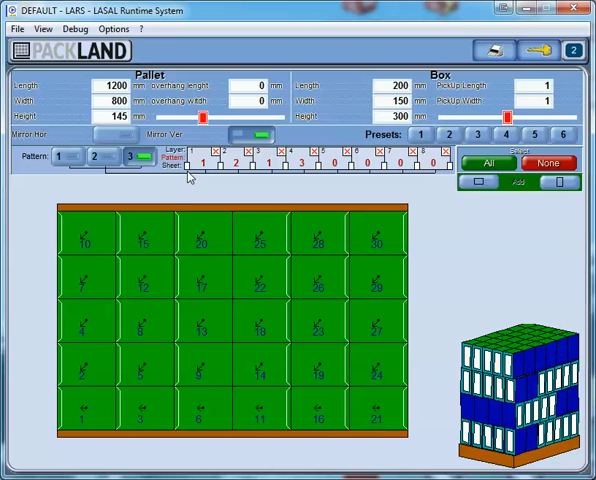 DEFAULT - LARS - LASAL Runtime System
File View Debug Options ?
PACKLAND
2
Pallet
Box
Length 1200 mm overhang lenght 0 mm
Length 200 mm PickUp Length 1
Width 800 mm overhang witdh 0 mm
Width 150 mm PickUp Width 1
Height 145 mm
Height 300 mm
Mirror Hor Mirror Ver
Presets: 1 2 3 4 5 6
Pattern: 1 2 3
Layer: 1 2 3 4 5 6 7 8
Pattern: 1 2 1 3 0 0 0 0
Sheet:
Select
All None
Add
10 15 20 25 28 30
7 12 17 22 26 29
4 8 13 18 23 27
2 5 9 14 19 24
1 3 6 11 16 21